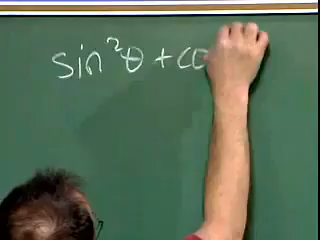 sin²θ + co